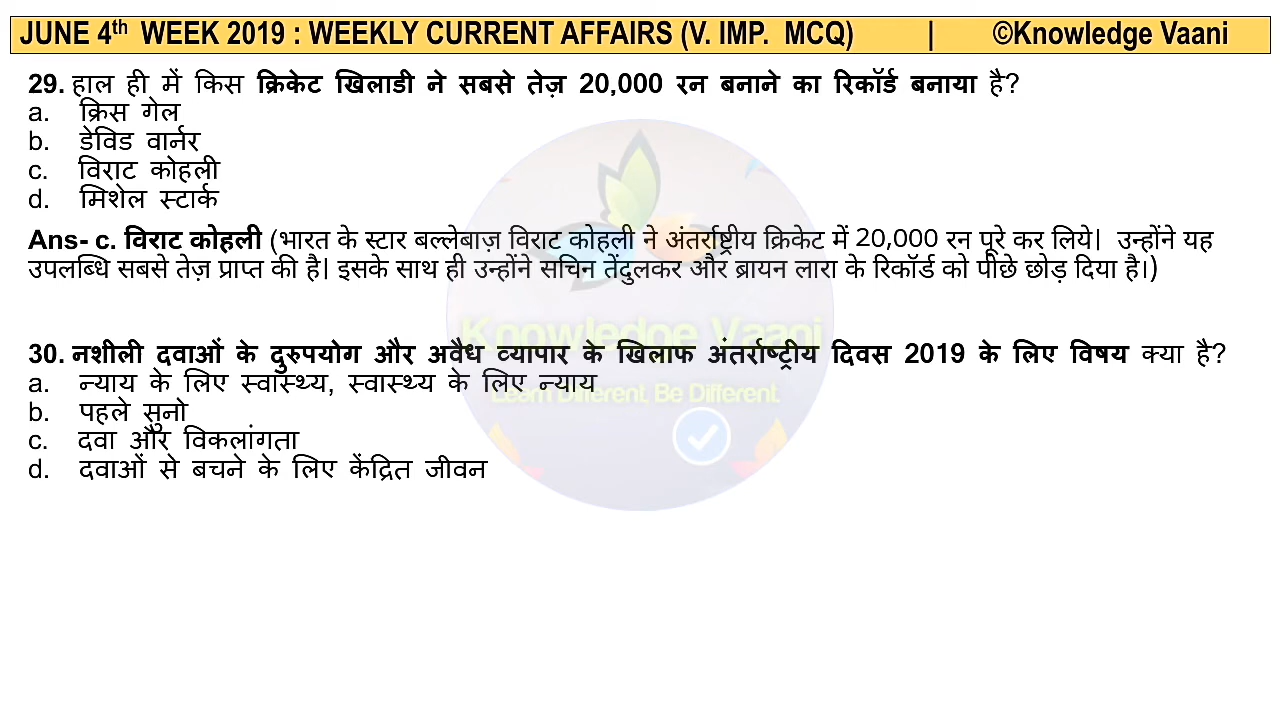 JUNE 4th WEEK 2019 : WEEKLY CURRENT AFFAIRS (V. IMP. MCQ) | ©Knowledge Vaani
29. हाल ही में किस क्रिकेट खिलाडी ने सबसे तेज़ 20,000 रन बनाने का रिकॉर्ड बनाया है?
a. क्रिस गेल
b. डेविड वार्नर
c. विराट कोहली
d. मिशेल स्टार्क
Ans- c. विराट कोहली (भारत के स्टार बल्लेबाज़ विराट कोहली ने अंतर्राष्ट्रीय क्रिकेट में 20,000 रन पूरे कर लिये। उन्होंने यह
उपलब्धि सबसे तेज़ प्राप्त की है। इसके साथ ही उन्होंने सचिन तेंदुलकर और ब्रायन लारा के रिकॉर्ड को पीछे छोड़ दिया है।)
Knowledge Vaani
30. नशीली दवाओं के दुरुपयोग और अवैध व्यापार के खिलाफ अंतर्राष्ट्रीय दिवस 2019 के लिए विषय क्या है?
a. न्याय के लिए स्वास्थ्य, स्वास्थ्य के लिए न्याय
Learn Different, Be Different
b. पहले सुनो
c. दवा और विकलांगता
d. दवाओं से बचने के लिए केंद्रित जीवन